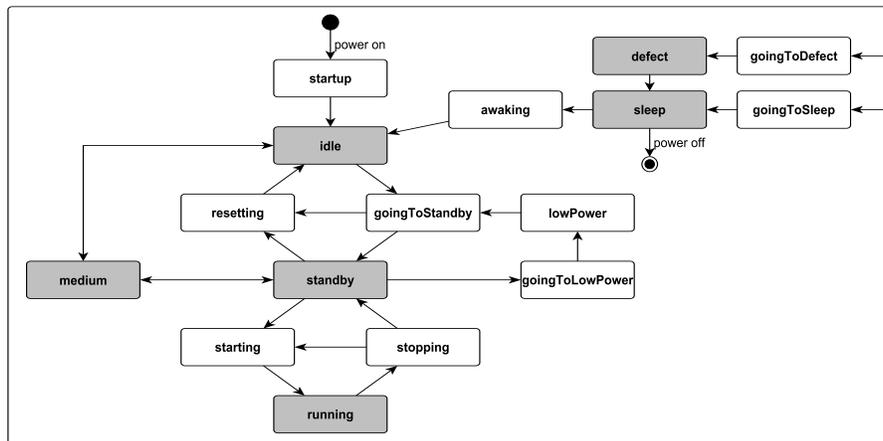 power on
startup
defect
goingToDefect
awaking
sleep
goingToSleep
power off
idle
resetting
goingToStandby
lowPower
medium
standby
goingToLowPower
starting
stopping
running